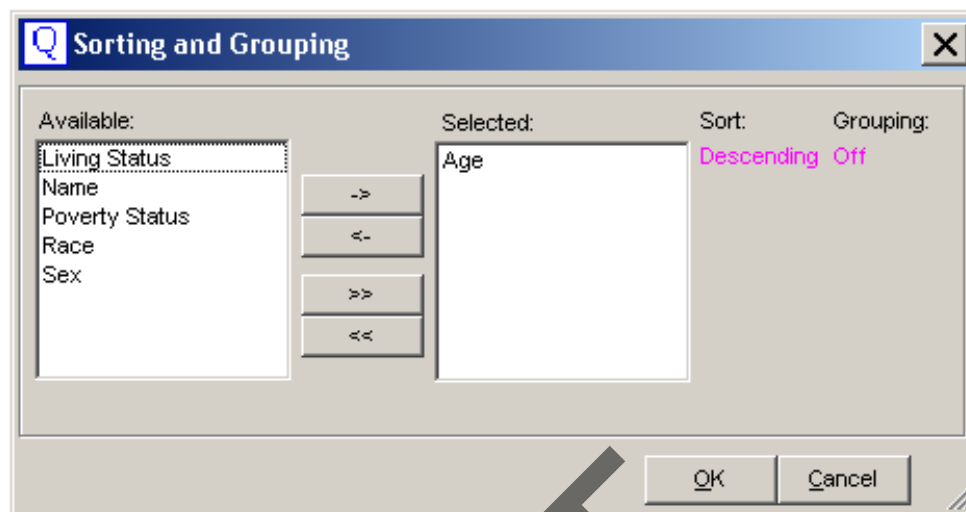 Q Sorting and Grouping
Available: Selected: Sort: Grouping:
Living Status Age Descending Off
Name
Poverty Status
Race
Sex
->
<-
>>
<<
OK Cancel